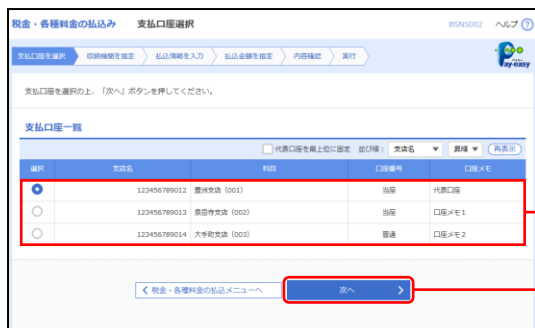 税金・各種料金の払込み 支払口座選択 BSNS002 ヘルプ ?
支払口座を選択 収納機関を指定 払込情報を入力 払込金額を指定 内容確認 実行 Pay-easy
支払口座を選択の上、「次へ」ボタンを押してください。
支払口座一覧
代表口座を最上位に固定 並び順: 支店名 ▼ 昇順 ▼ 再表示
選択 支店名 科目 口座番号 口座メモ
123456789012 豊洲支店 (001) 当座 代表口座
123456789013 泉岳寺支店 (002) 当座 口座メモ1
123456789014 大手町支店 (003) 普通 口座メモ2
税金・各種料金の払込メニューへ 次へ